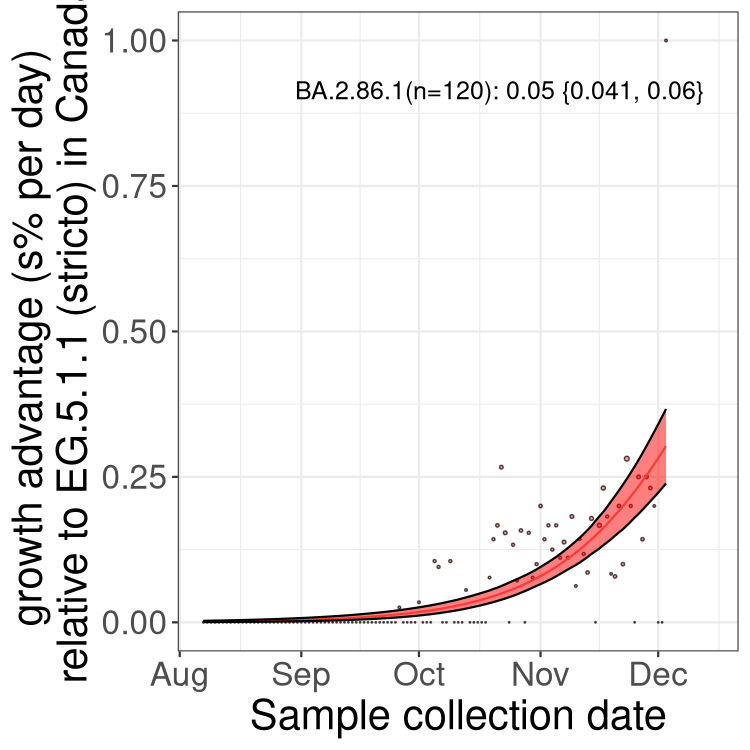 growth advantage (s% per day)
relative to EG.5.1.1 (stricto) in Canada
1.00
0.75
0.50
0.25
0.00
BA.2.86.1(n=120): 0.05 {0.041, 0.06}
Aug Sep Oct Nov Dec
Sample collection date